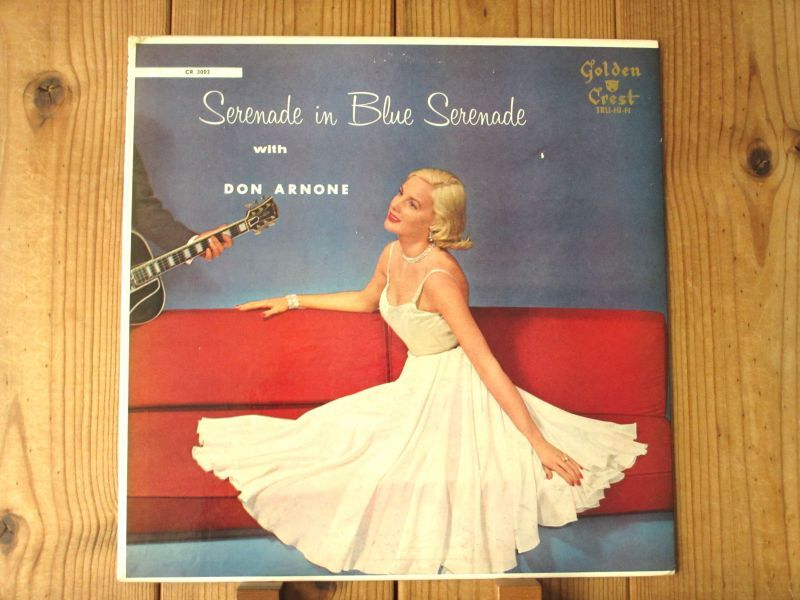 CR 3003
Golden
Crest
TRU-HI-FI
Serenade in Blue Serenade
with
DON ARNONE